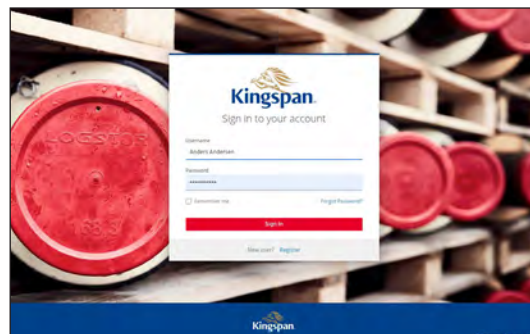 LOGSTOR
Kingspan
Sign in to your account
Username
Anders Andersen
Password
Remember me
Forgot Password?
Sign In
New user? Register
Kingspan